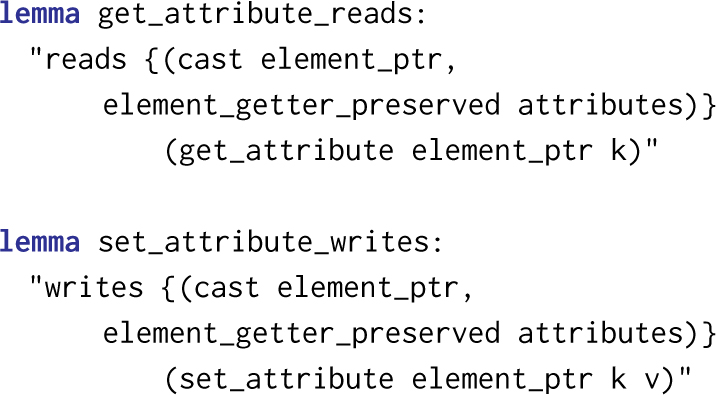 lemma get_attribute_reads:
"reads {(cast element_ptr,
element_getter_preserved attributes)}
(get_attribute element_ptr k)"
lemma set_attribute_writes:
"writes {(cast element_ptr,
element_getter_preserved attributes)}
(set_attribute element_ptr k v)"